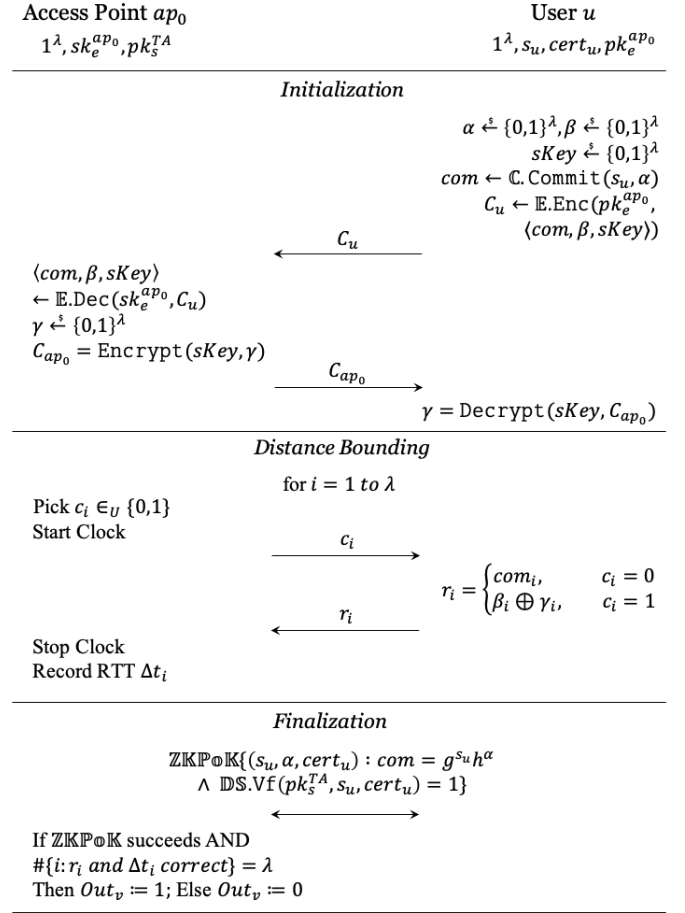 Access Point ap₀ User u
1^λ, sk_e^{ap₀}, pk_s^{TA} 1^λ, s_u, cert_u, pk_e^{ap₀}
Initialization
α ←$ {0,1}^λ, β ←$ {0,1}^λ
sKey ←$ {0,1}^λ
com ← ℂ.Commit(s_u, α)
C_u ← 𝔼.Enc(pk_e^{ap₀},
⟨com, β, sKey⟩)
C_u
⟨com, β, sKey⟩
← 𝔼.Dec(sk_e^{ap₀}, C_u)
γ ←$ {0,1}^λ
C_{ap₀} = Encrypt(sKey, γ)
C_{ap₀}
γ = Decrypt(sKey, C_{ap₀})
Distance Bounding
for i = 1 to λ
Pick c_i ∈_U {0,1}
Start Clock
c_i
r_i = { com_i, c_i = 0
β_i ⊕ γ_i, c_i = 1
r_i
Stop Clock
Record RTT Δt_i
Finalization
ℤ𝕂ℙ𝕠𝕂{(s_u, α, cert_u) : com = g^{s_u}h^α
∧ 𝔻𝕊.Vf(pk_s^{TA}, s_u, cert_u) = 1}
If ℤ𝕂ℙ𝕠𝕂 succeeds AND
#{i: r_i and Δt_i correct} = λ
Then Out_v ≔ 1; Else Out_v ≔ 0